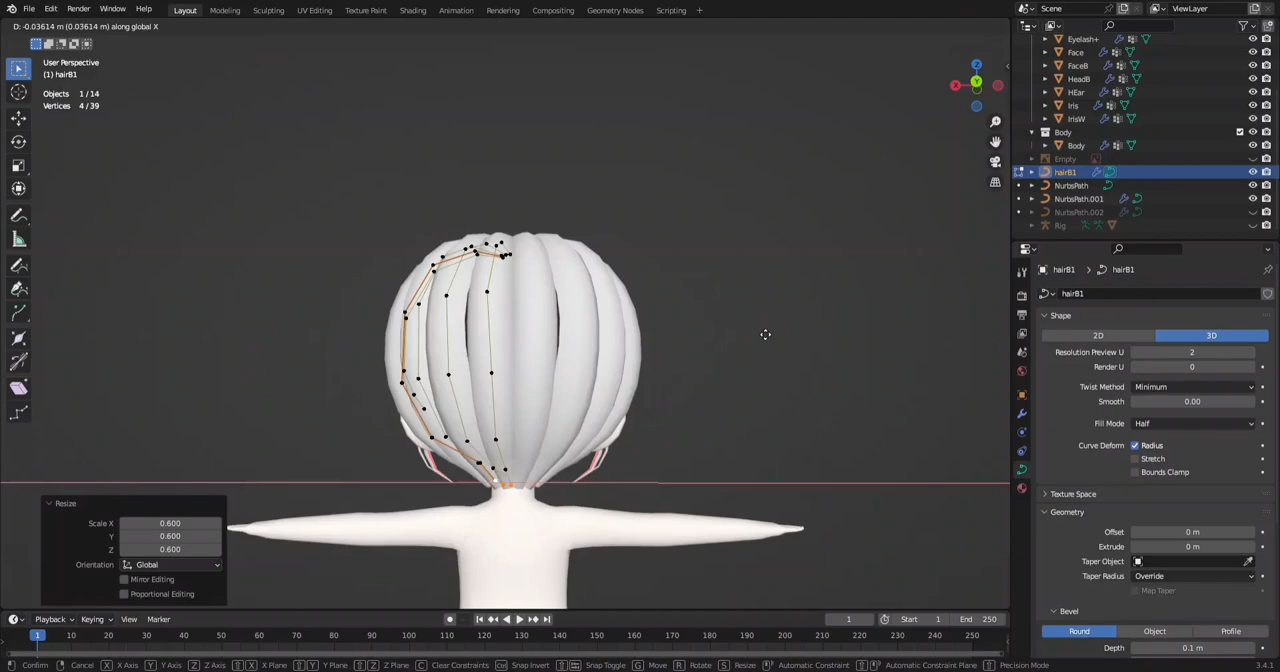 File Edit Render Window Help Layout Modeling Sculpting UV Editing Texture Paint Shading Animation Rendering Compositing Geometry Nodes Scripting + Scene ViewLayer
D: -0.03614 m (0.03614 m) along global X
User Perspective
(1) hairB1
Objects 1 / 14
Vertices 4 / 39
Z
X
Y
Eyelash+
Face
FaceB
HeadB
HEar
Iris
IrisW
Body
Body
Empty
hairB1
NurbsPath
NurbsPath.001
NurbsPath.002
Rig
hairB1 hairB1
hairB1
Shape
2D 3D
Resolution Preview U 2
Render U 0
Twist Method Minimum
Smooth 0.00
Fill Mode Half
Curve Deform Radius
Stretch
Bounds Clamp
Texture Space
Geometry
Offset 0 m
Extrude 0 m
Taper Object
Taper Radius Override
Map Taper
Bevel
Round Object Profile
Depth 0.1 m
Resize
Scale X 0.600
Y 0.600
Z 0.600
Orientation Global
Mirror Editing
Proportional Editing
Playback Keying View Marker 1 Start 1 End 250
1 10 20 30 40 50 60 70 80 90 100 110 120 130 140 150 160 170 180 190 200 210 220 230 240 250
Confirm Cancel X X Axis Y Y Axis Z Z Axis X X Plane Y Y Plane Z Z Plane C Clear Constraints Snap Invert Snap Toggle G Move R Rotate S Resize Automatic Constraint Automatic Constraint Plane Precision Mode 3.4.1